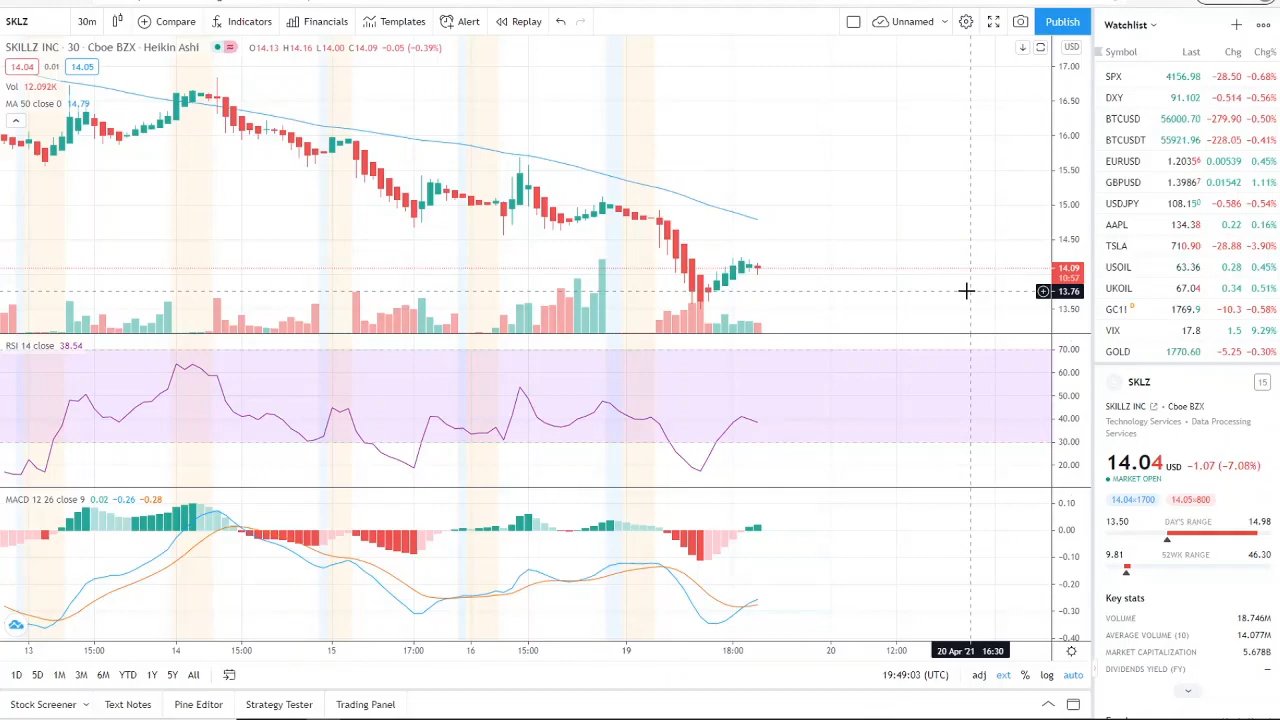 SKLZ 30m Compare Indicators Financials Templates Alert Replay Unnamed Publish
SKILLZ INC · 30 · Cboe BZX · Heikin Ashi O14.13 H14.16 L14.00 C14.09 -0.05 (-0.39%) USD
14.04 0.01 14.05
Vol 12.092K
MA 50 close 0 14.79
17.00
16.50
16.00
15.50
15.00
14.50
14.09
10:57
13.76
13.50
RSI 14 close 38.54
70.00
60.00
50.00
40.00
30.00
20.00
MACD 12 26 close 9 0.02 -0.26 -0.28
0.10
0.00
-0.10
-0.20
-0.30
-0.40
13 15:00 14 15:00 15 17:00 16 15:00 19 18:00 20 12:00 20 Apr '21 16:30
1D 5D 1M 3M 6M YTD 1Y 5Y All 19:49:03 (UTC) adj ext % log auto
Stock Screener Text Notes Pine Editor Strategy Tester Trading Panel
Watchlist
Symbol Last Chg Chg%
SPX 4156.98 -28.50 -0.68%
DXY 91.102 -0.514 -0.56%
BTCUSD 56000.70 -279.90 -0.50%
BTCUSDT 55921.96 -228.05 -0.41%
EURUSD 1.20356 0.00539 0.45%
GBPUSD 1.39867 0.01542 1.11%
USDJPY 108.150 -0.586 -0.54%
AAPL 134.38 0.22 0.16%
TSLA 710.90 -28.88 -3.90%
USOIL 63.36 0.28 0.45%
UKOIL 67.04 0.34 0.51%
GC11 D 1769.9 -10.3 -0.58%
VIX 17.8 1.5 9.29%
GOLD 1770.60 -5.25 -0.30%
SKLZ 15
SKILLZ INC · Cboe BZX
Technology Services · Data Processing
Services
14.04 USD -1.07 (-7.08%)
MARKET OPEN
14.04×1700 14.05×800
13.50 DAY'S RANGE 14.98
9.81 52WK RANGE 46.30
Key stats
VOLUME 18.746M
AVERAGE VOLUME (10) 14.077M
MARKET CAPITALIZATION 5.678B
DIVIDENDS YIELD (FY) —